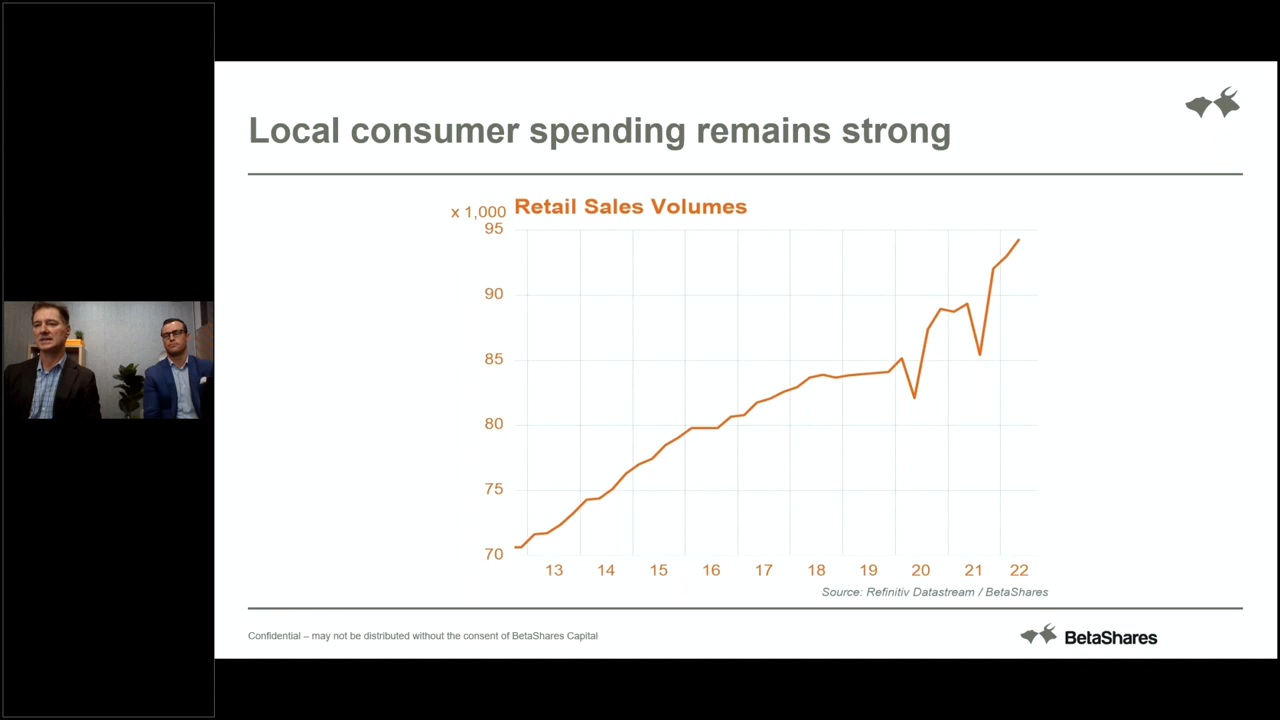 Local consumer spending remains strong
x 1,000 Retail Sales Volumes
95
90
85
80
75
70
13 14 15 16 17 18 19 20 21 22
Source: Refinitiv Datastream / BetaShares
Confidential – may not be distributed without the consent of BetaShares Capital
BetaShares